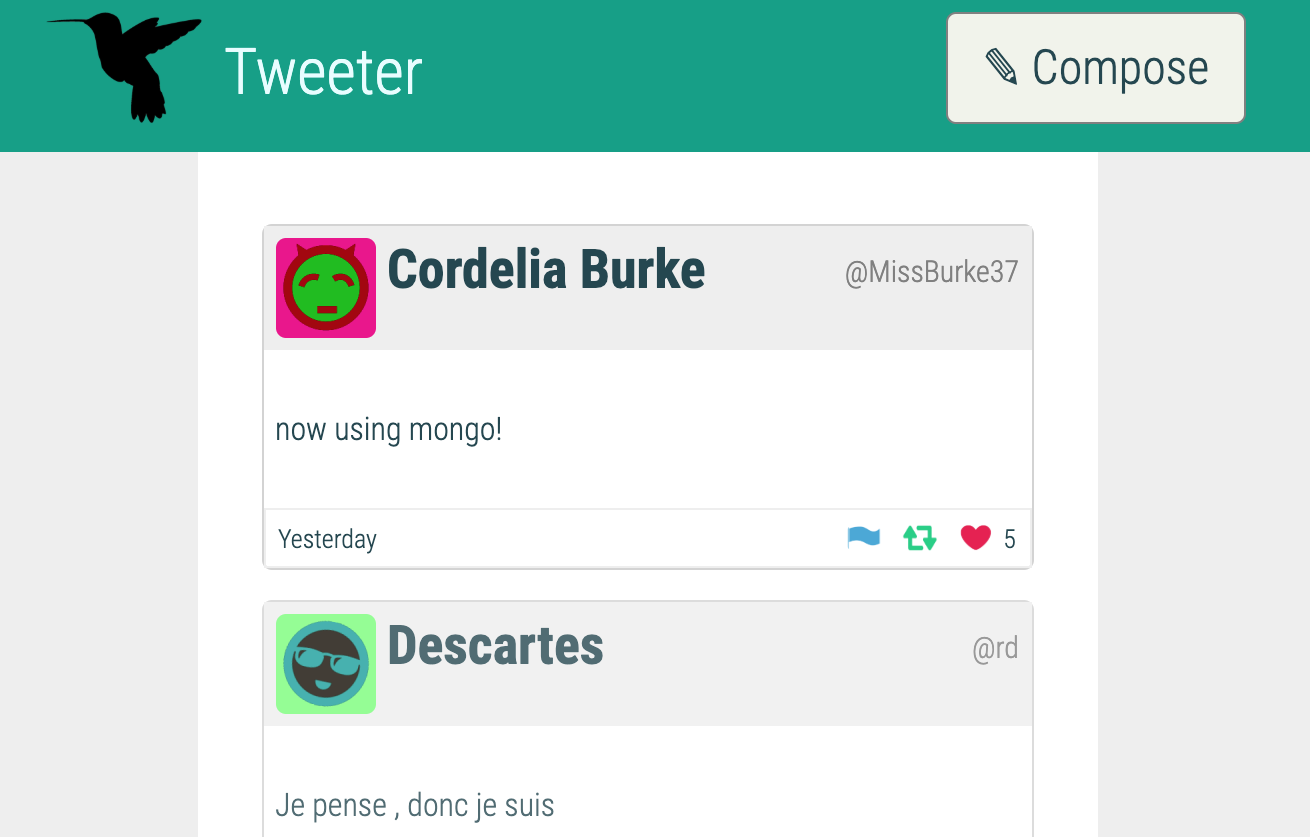 Tweeter
✎ Compose
Cordelia Burke
@MissBurke37
now using mongo!
Yesterday
5
Descartes
@rd
Je pense , donc je suis